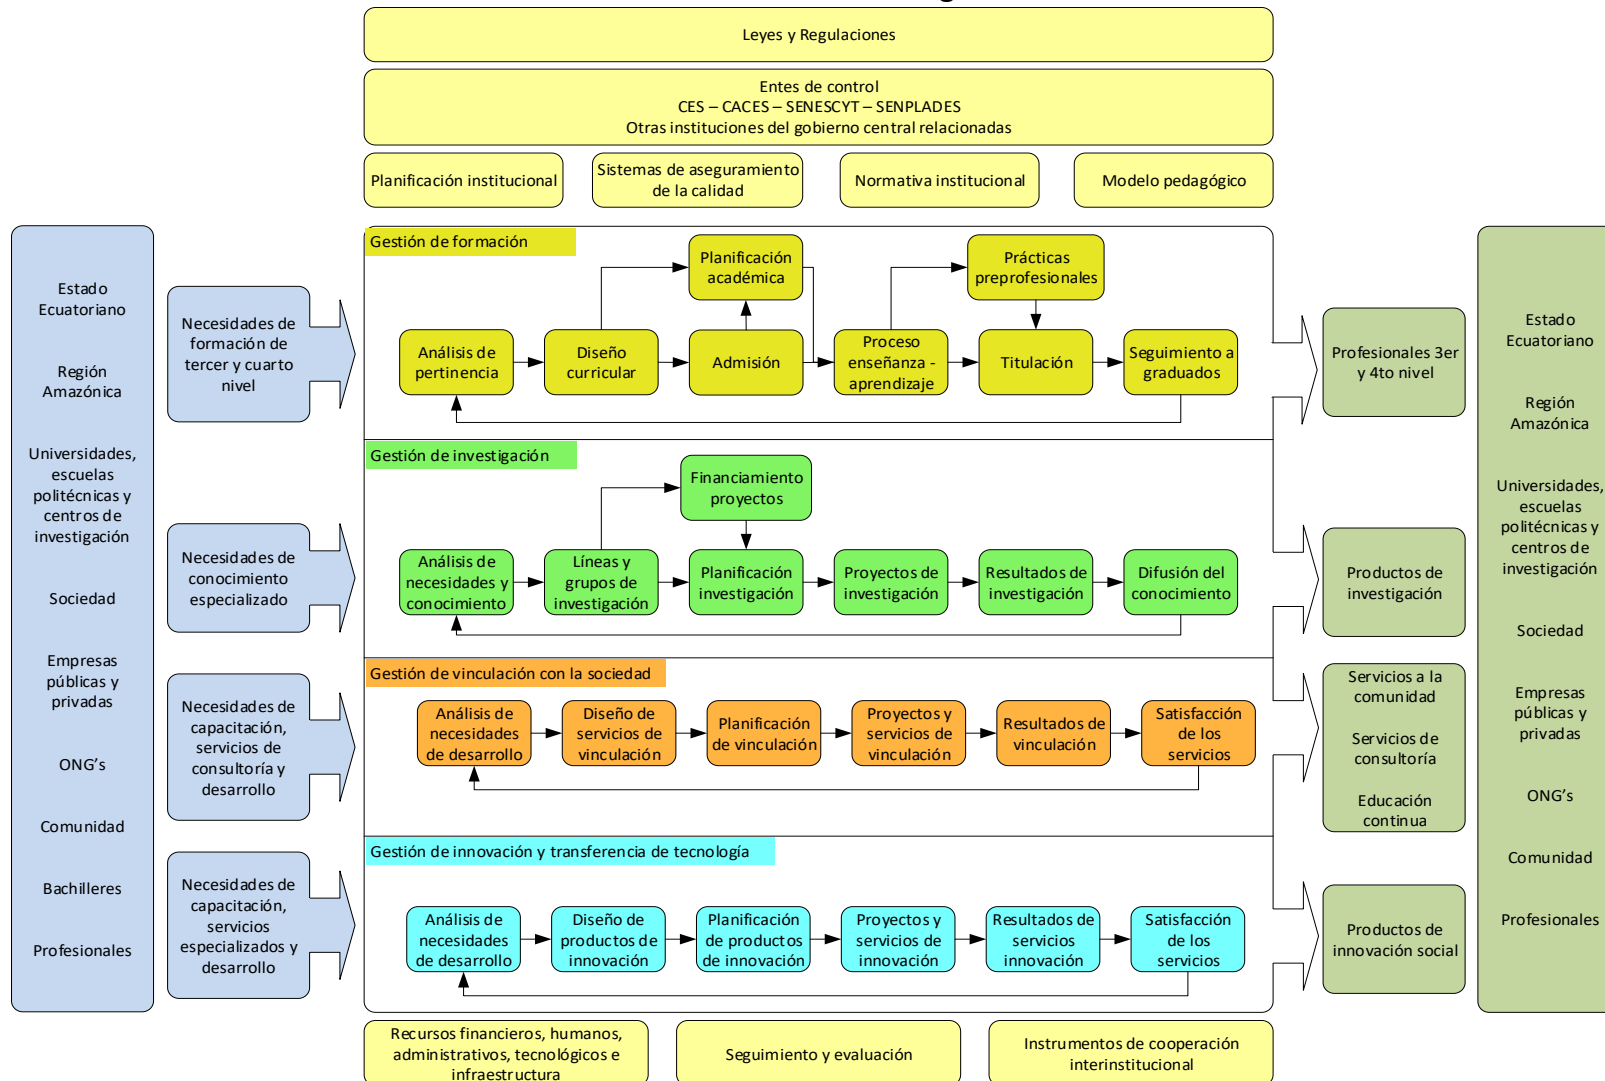 Leyes y Regulaciones
Entes de control
CES – CACES – SENESCYT – SENPLADES
Otras instituciones del gobierno central relacionadas
Planificación institucional
Sistemas de aseguramiento
de la calidad
Normativa institucional
Modelo pedagógico
Estado
Ecuatoriano
Región
Amazónica
Universidades,
escuelas
politécnicas y
centros de
investigación
Sociedad
Empresas
públicas y
privadas
ONG's
Comunidad
Bachilleres
Profesionales
Necesidades de
formación de
tercer y cuarto
nivel
Necesidades de
conocimiento
especializado
Necesidades de
capacitación,
servicios de
consultoría y
desarrollo
Necesidades de
capacitación,
servicios
especializados y
desarrollo
Gestión de formación
Planificación
académica
Prácticas
preprofesionales
Análisis de
pertinencia
Diseño
curricular
Admisión
Proceso
enseñanza -
aprendizaje
Titulación
Seguimiento a
graduados
Gestión de investigación
Financiamiento
proyectos
Análisis de
necesidades y
conocimiento
Líneas y
grupos de
investigación
Planificación
investigación
Proyectos de
investigación
Resultados de
investigación
Difusión del
conocimiento
Gestión de vinculación con la sociedad
Análisis de
necesidades
de desarrollo
Diseño de
servicios de
vinculación
Planificación
de vinculación
Proyectos y
servicios de
vinculación
Resultados de
vinculación
Satisfacción
de los
servicios
Gestión de innovación y transferencia de tecnología
Análisis de
necesidades
de desarrollo
Diseño de
productos de
innovación
Planificación
de productos
de innovación
Proyectos y
servicios de
innovación
Resultados de
servicios
innovación
Satisfacción
de los
servicios
Profesionales 3er
y 4to nivel
Productos de
investigación
Servicios a la
comunidad
Servicios de
consultoría
Educación
continua
Productos de
innovación social
Estado
Ecuatoriano
Región
Amazónica
Universidades,
escuelas
politécnicas y
centros de
investigación
Sociedad
Empresas
públicas y
privadas
ONG's
Comunidad
Profesionales
Recursos financieros, humanos,
administrativos, tecnológicos e
infraestructura
Seguimiento y evaluación
Instrumentos de cooperación
interinstitucional